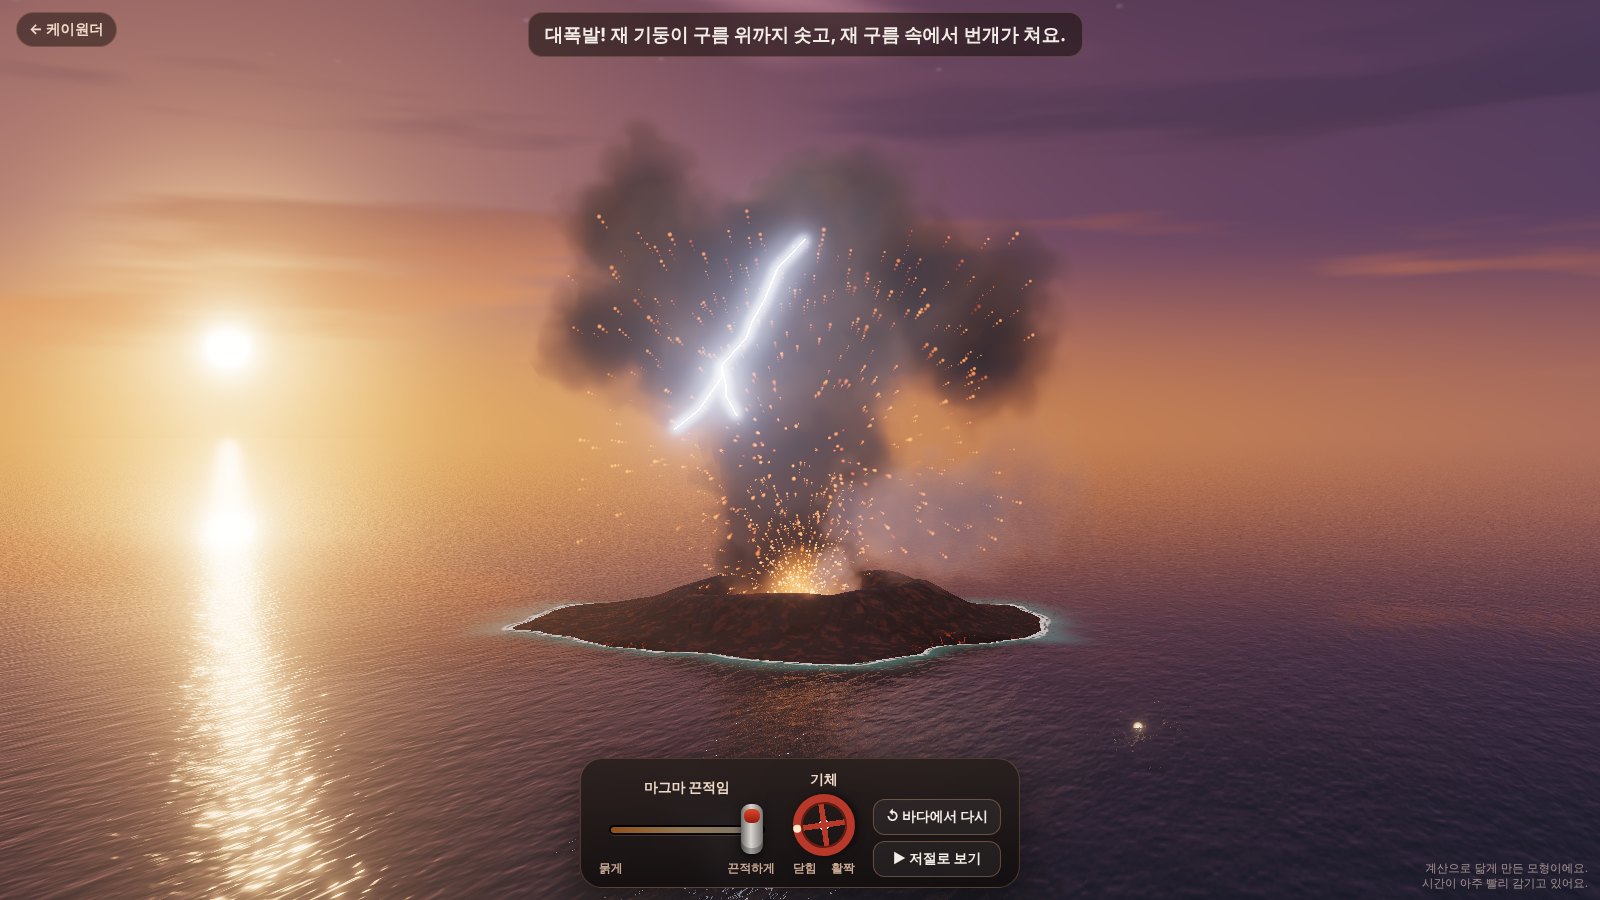 ← 케이원더
대폭발! 재 기둥이 구름 위까지 솟고, 재 구름 속에서 번개가 쳐요.
마그마 끈적임
묽게
끈적하게
기체
닫힘
활짝
바다에서 다시
▶ 저절로 보기
계산으로 닮게 만든 모형이에요.
시간이 아주 빨리 감기고 있어요.